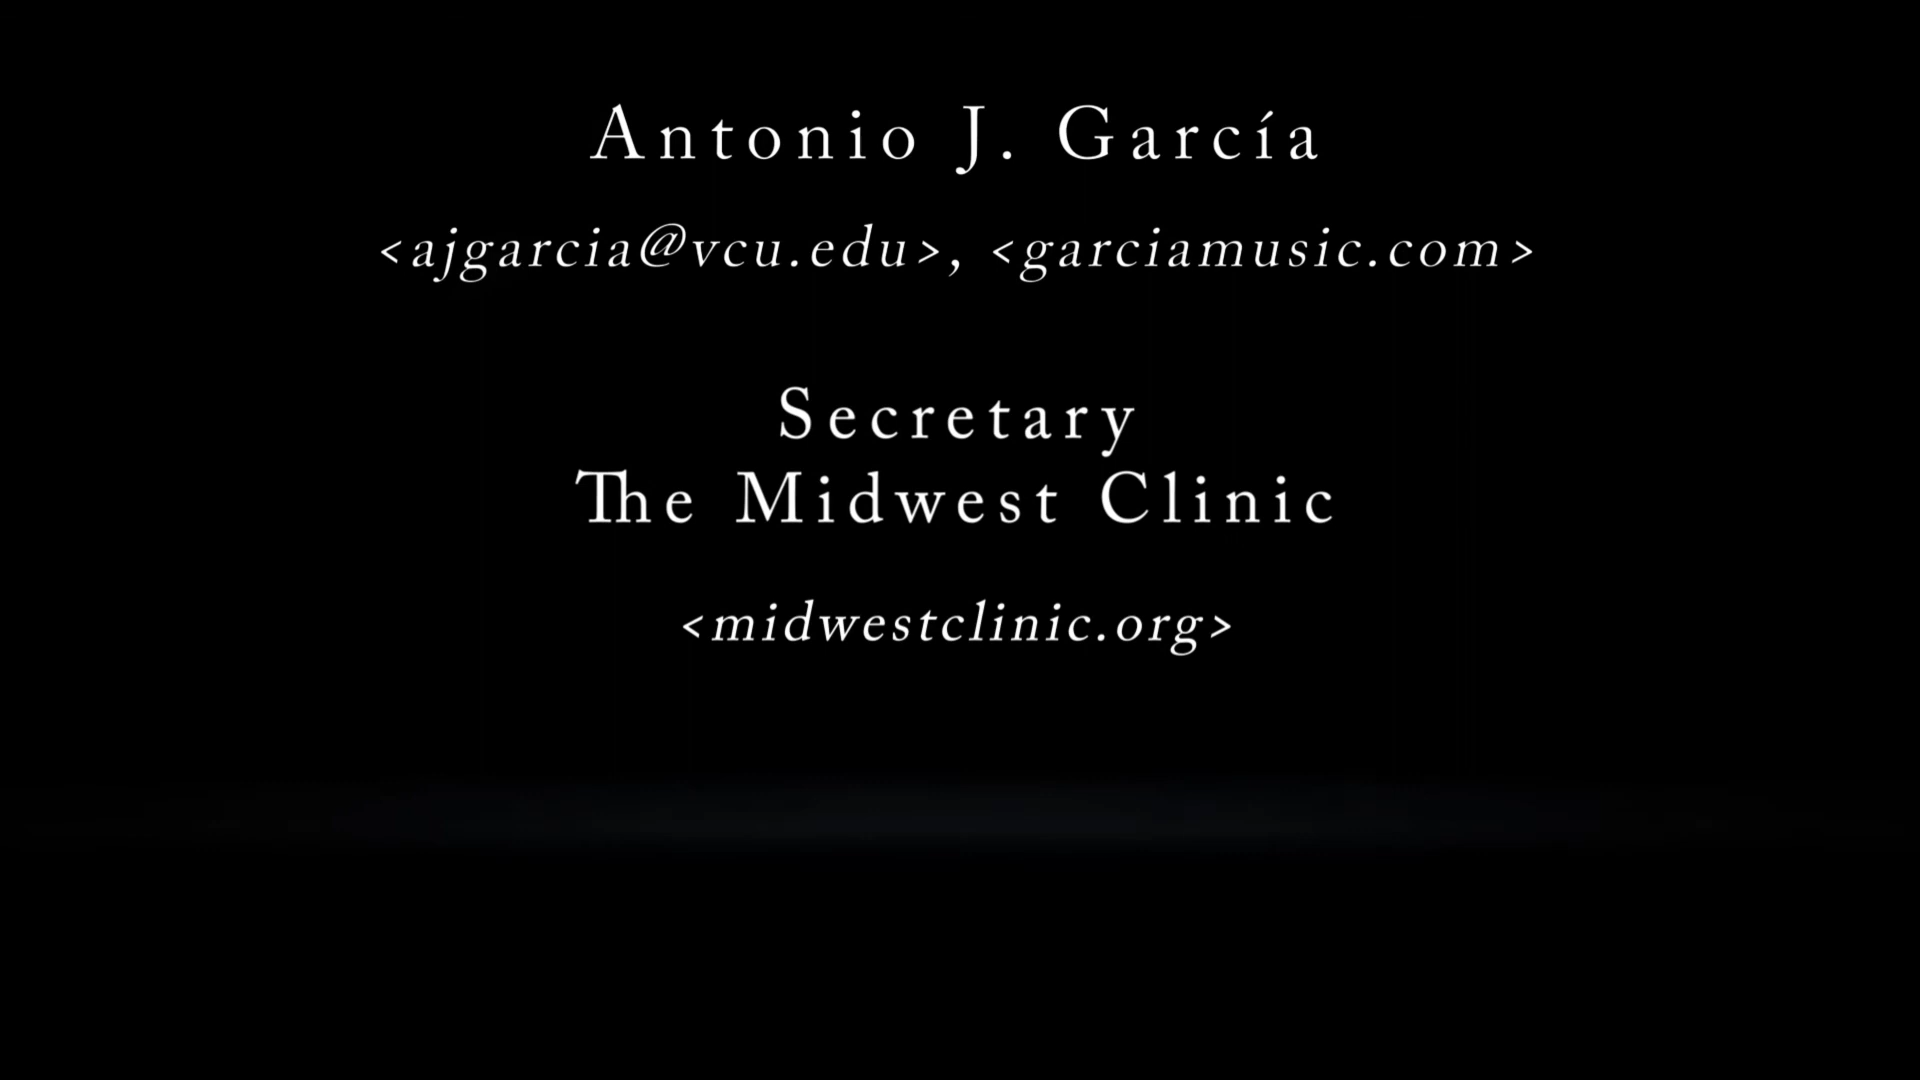 Antonio J. García
<ajgarcia@vcu.edu>, <garciamusic.com>
Secretary
The Midwest Clinic
<midwestclinic.org>